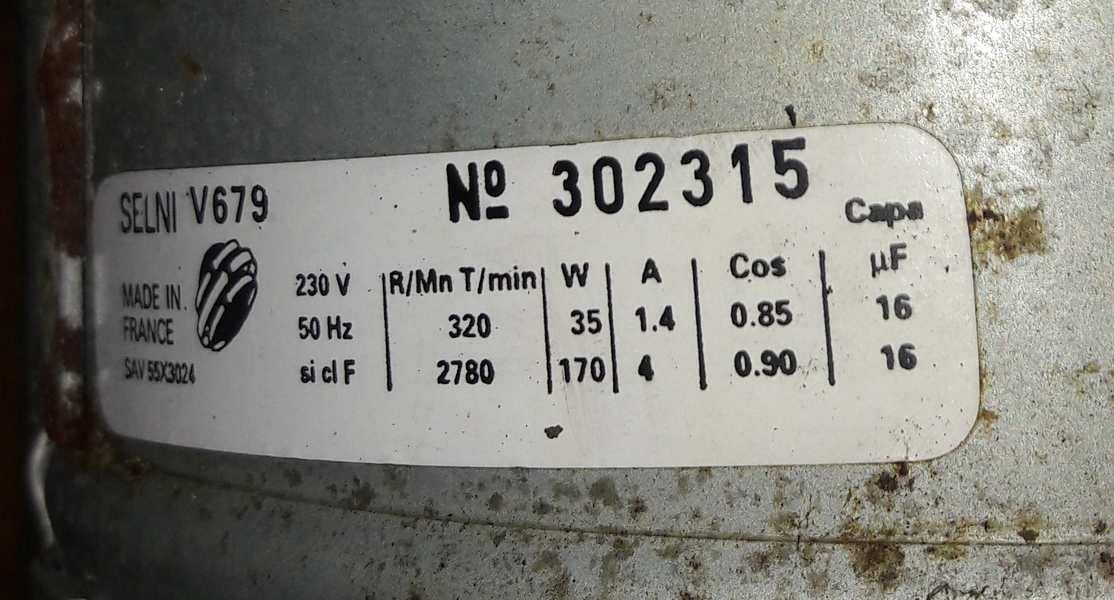 SELNI V679 Nº 302315
Capa
MADE IN FRANCE
SAV 55X3024
230 V R/Mn T/min W A Cos µF
50 Hz 320 35 1.4 0.85 16
si cl F 2780 170 4 0.90 16